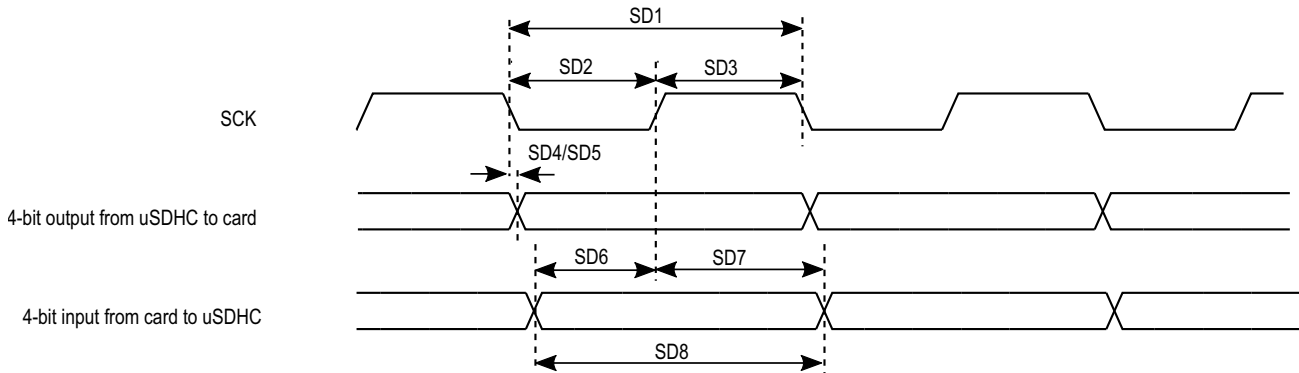 SD1
SD2
SD3
SCK
SD4/SD5
4-bit output from uSDHC to card
SD6
SD7
4-bit input from card to uSDHC
SD8